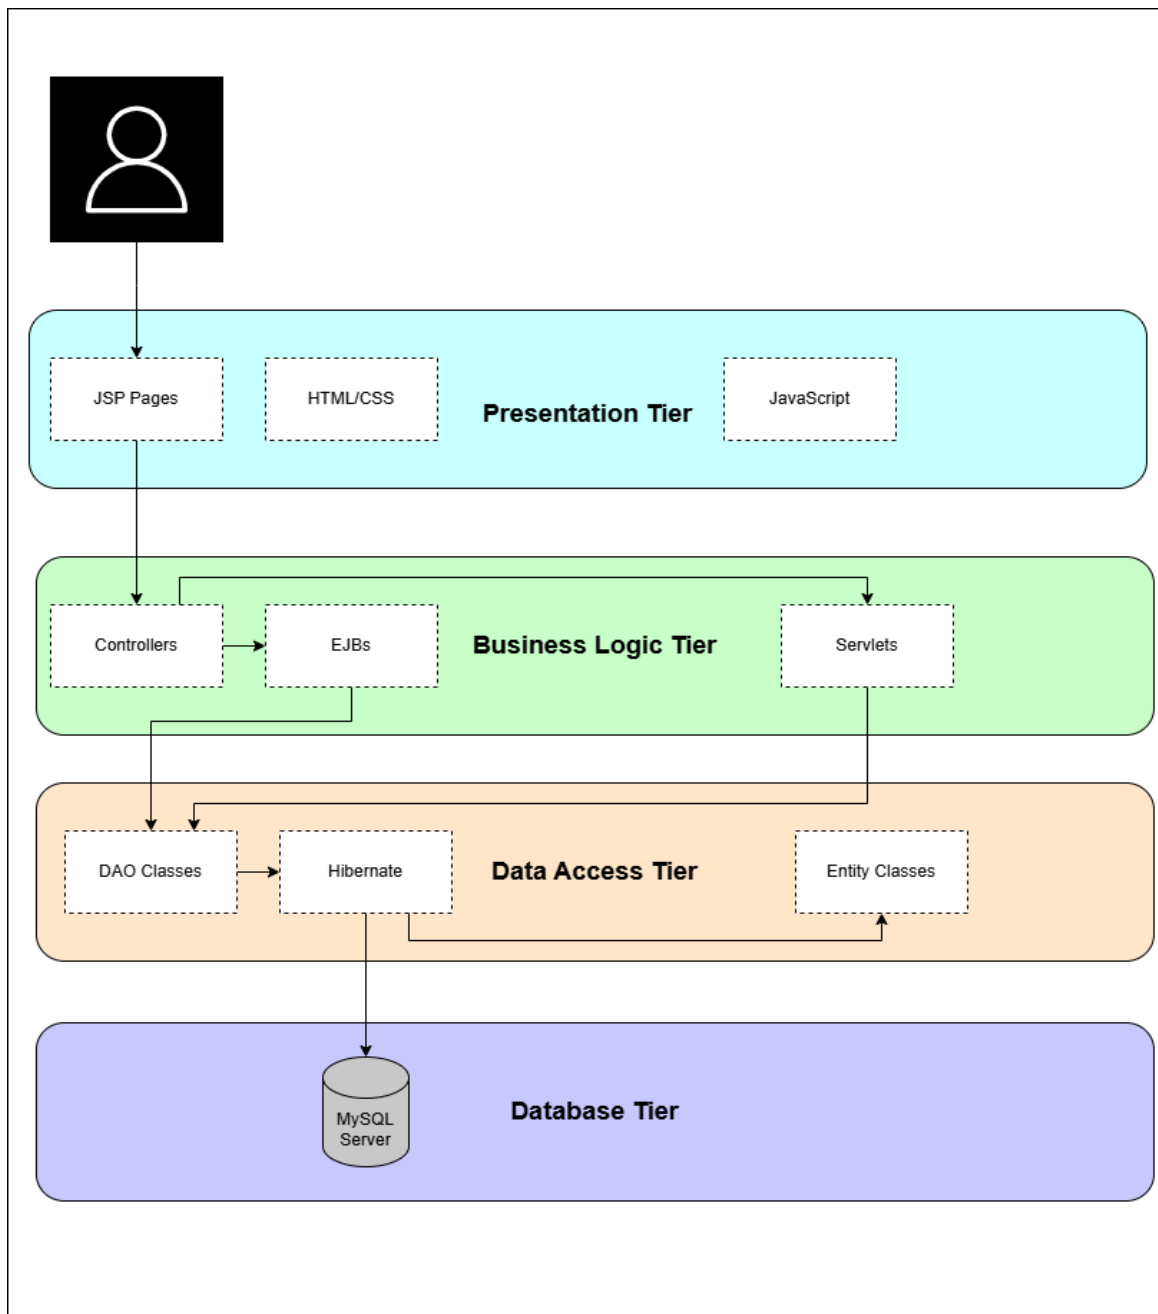 JSP Pages
HTML/CSS
Presentation Tier
JavaScript
Controllers
EJBs
Business Logic Tier
Servlets
DAO Classes
Hibernate
Data Access Tier
Entity Classes
MySQL
Server
Database Tier